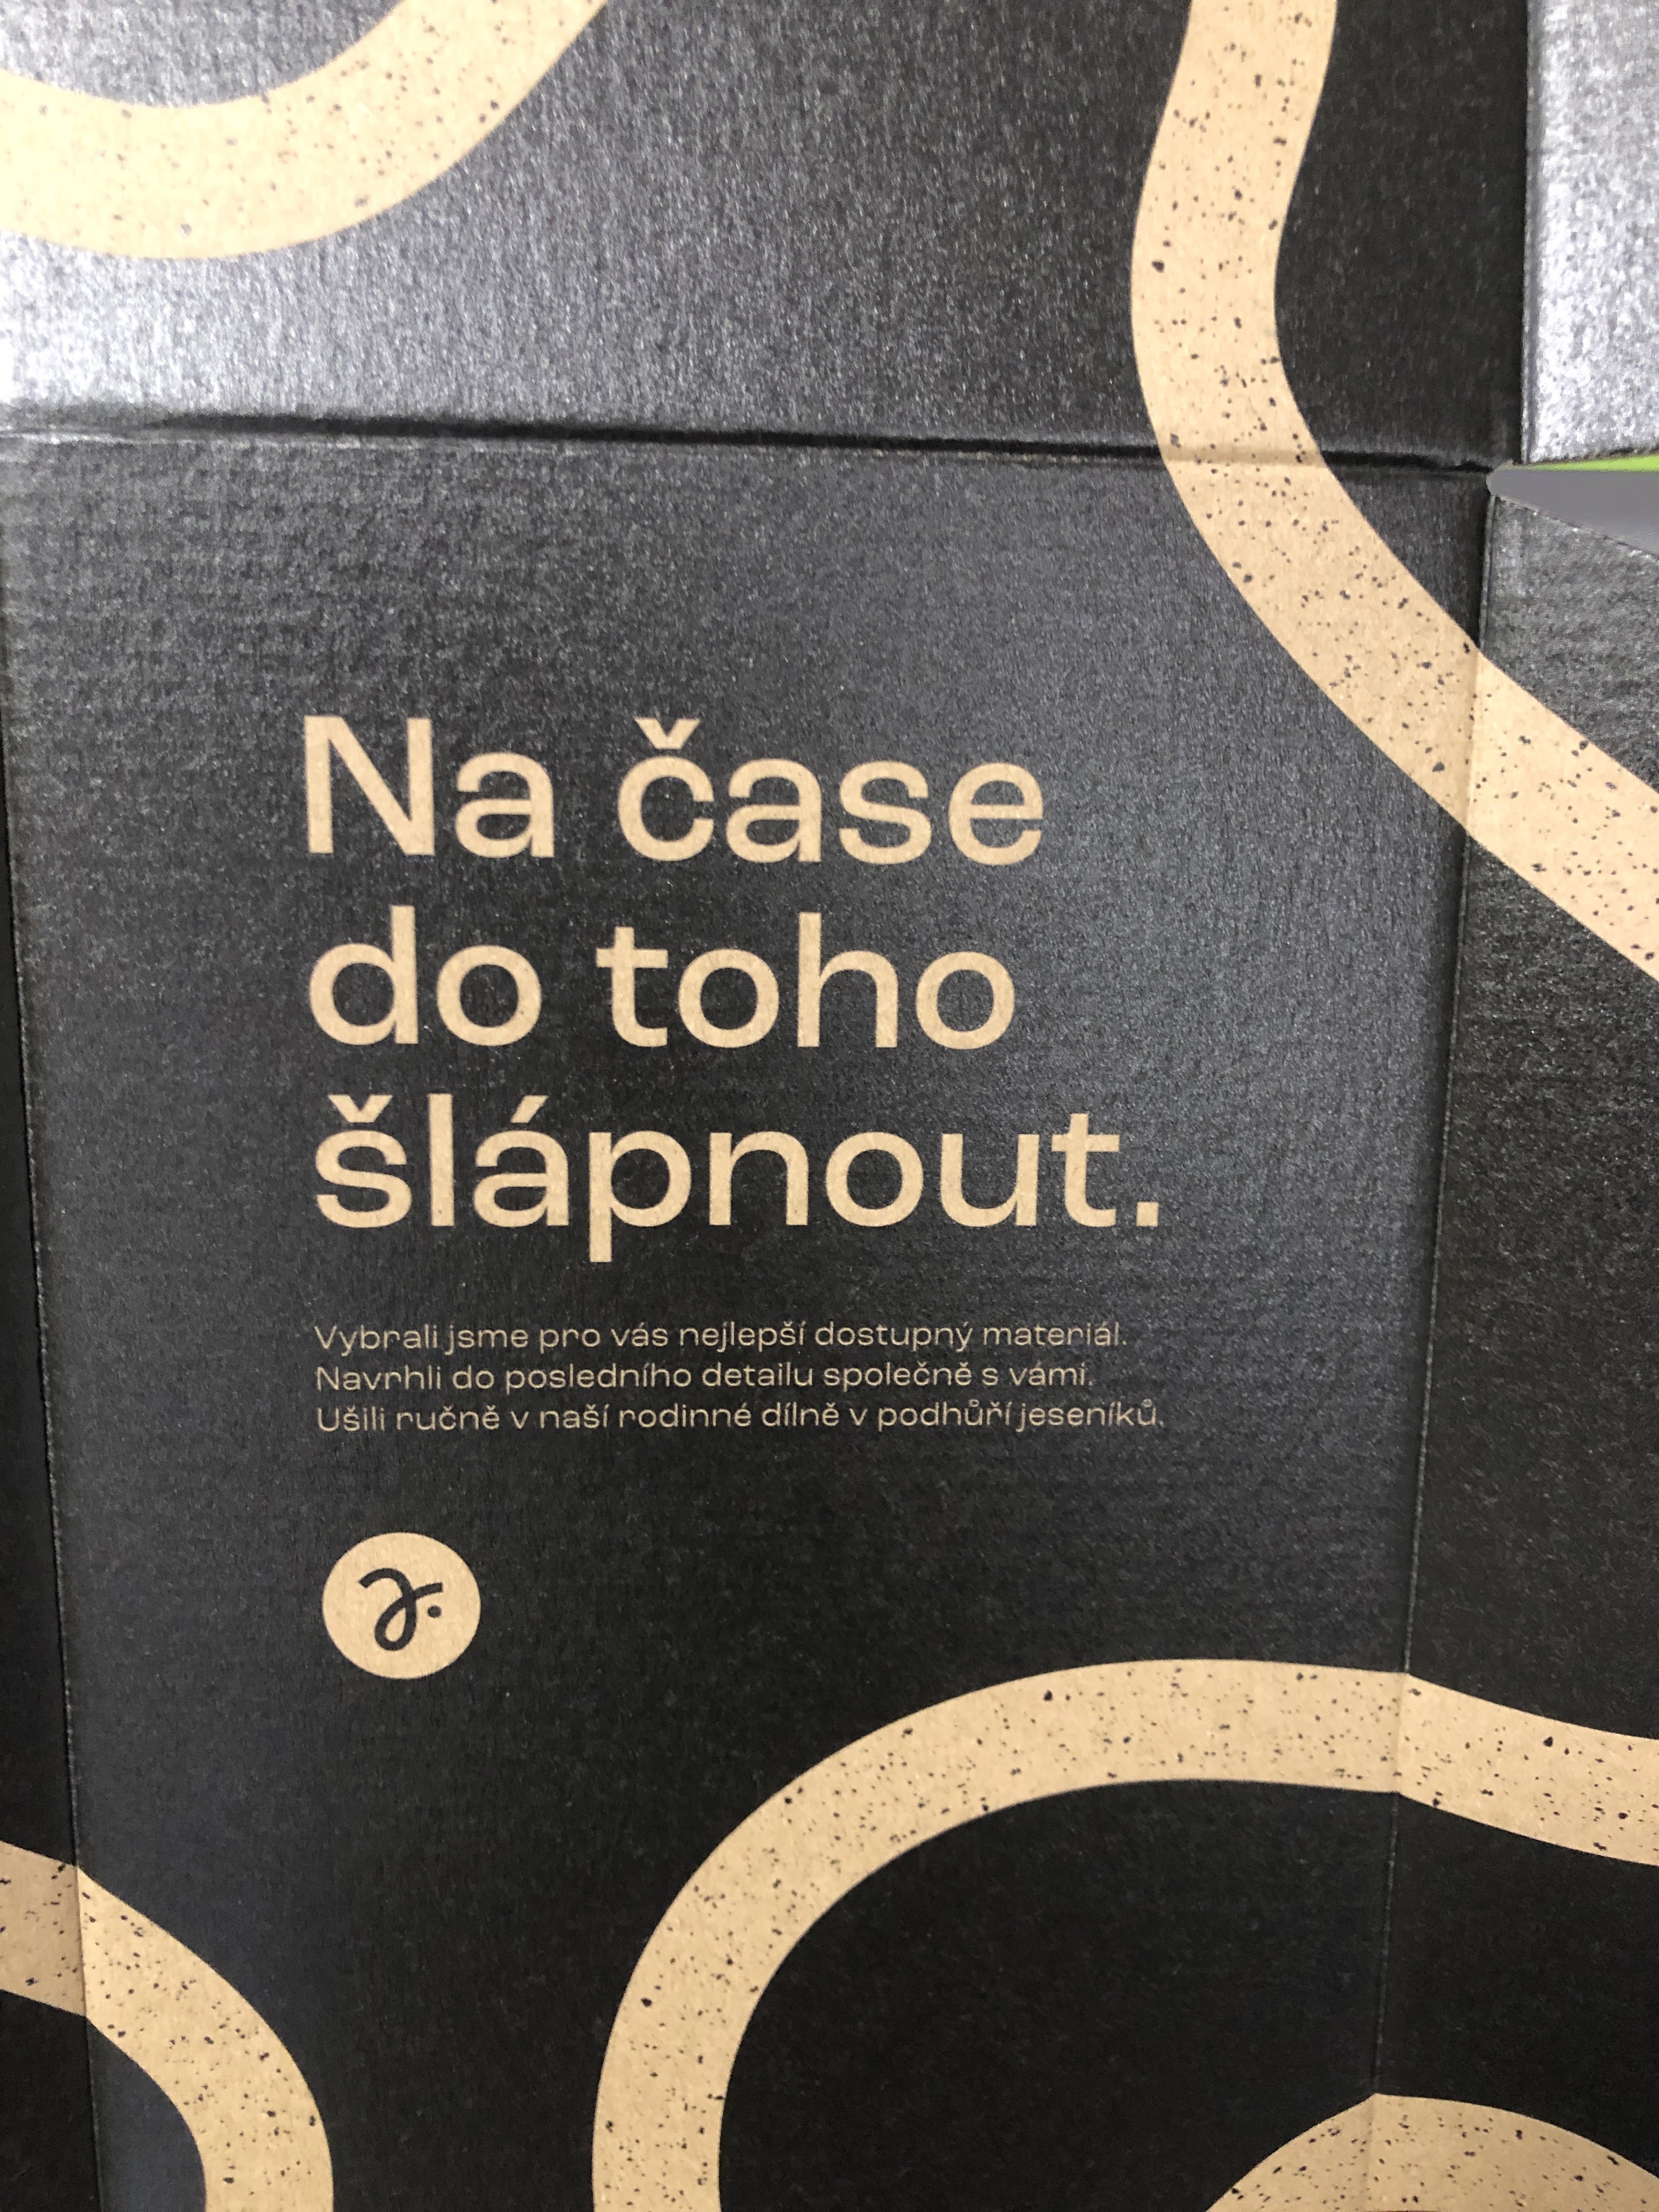 Na čase
do toho
šlápnout.
Vybrali jsme pro vás nejlepší dostupný materiál.
Navrhli do posledního detailu společně s vámi.
Ušili ručně v naší rodinné dílně v podhůří jeseníků.